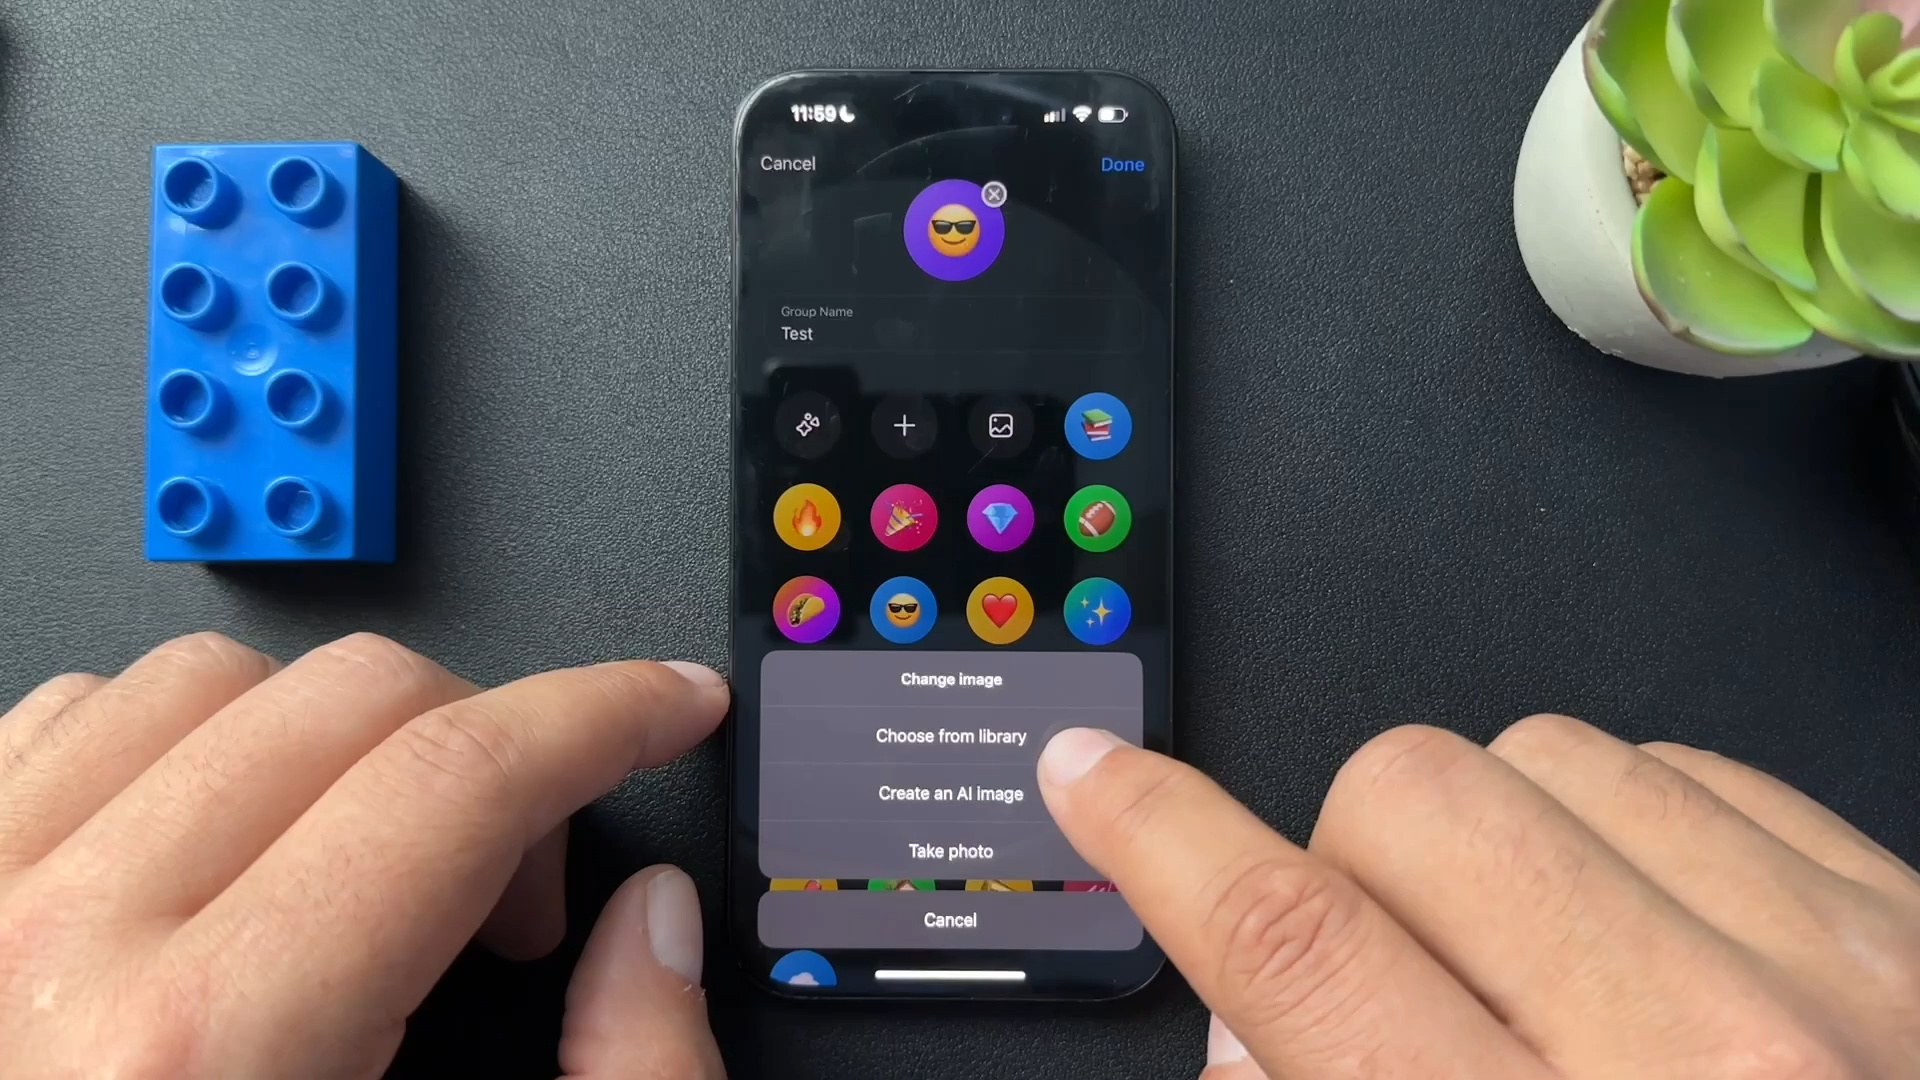 11:59
Cancel
Done
Group Name
Test
Change image
Choose from library
Create an AI image
Take photo
Cancel